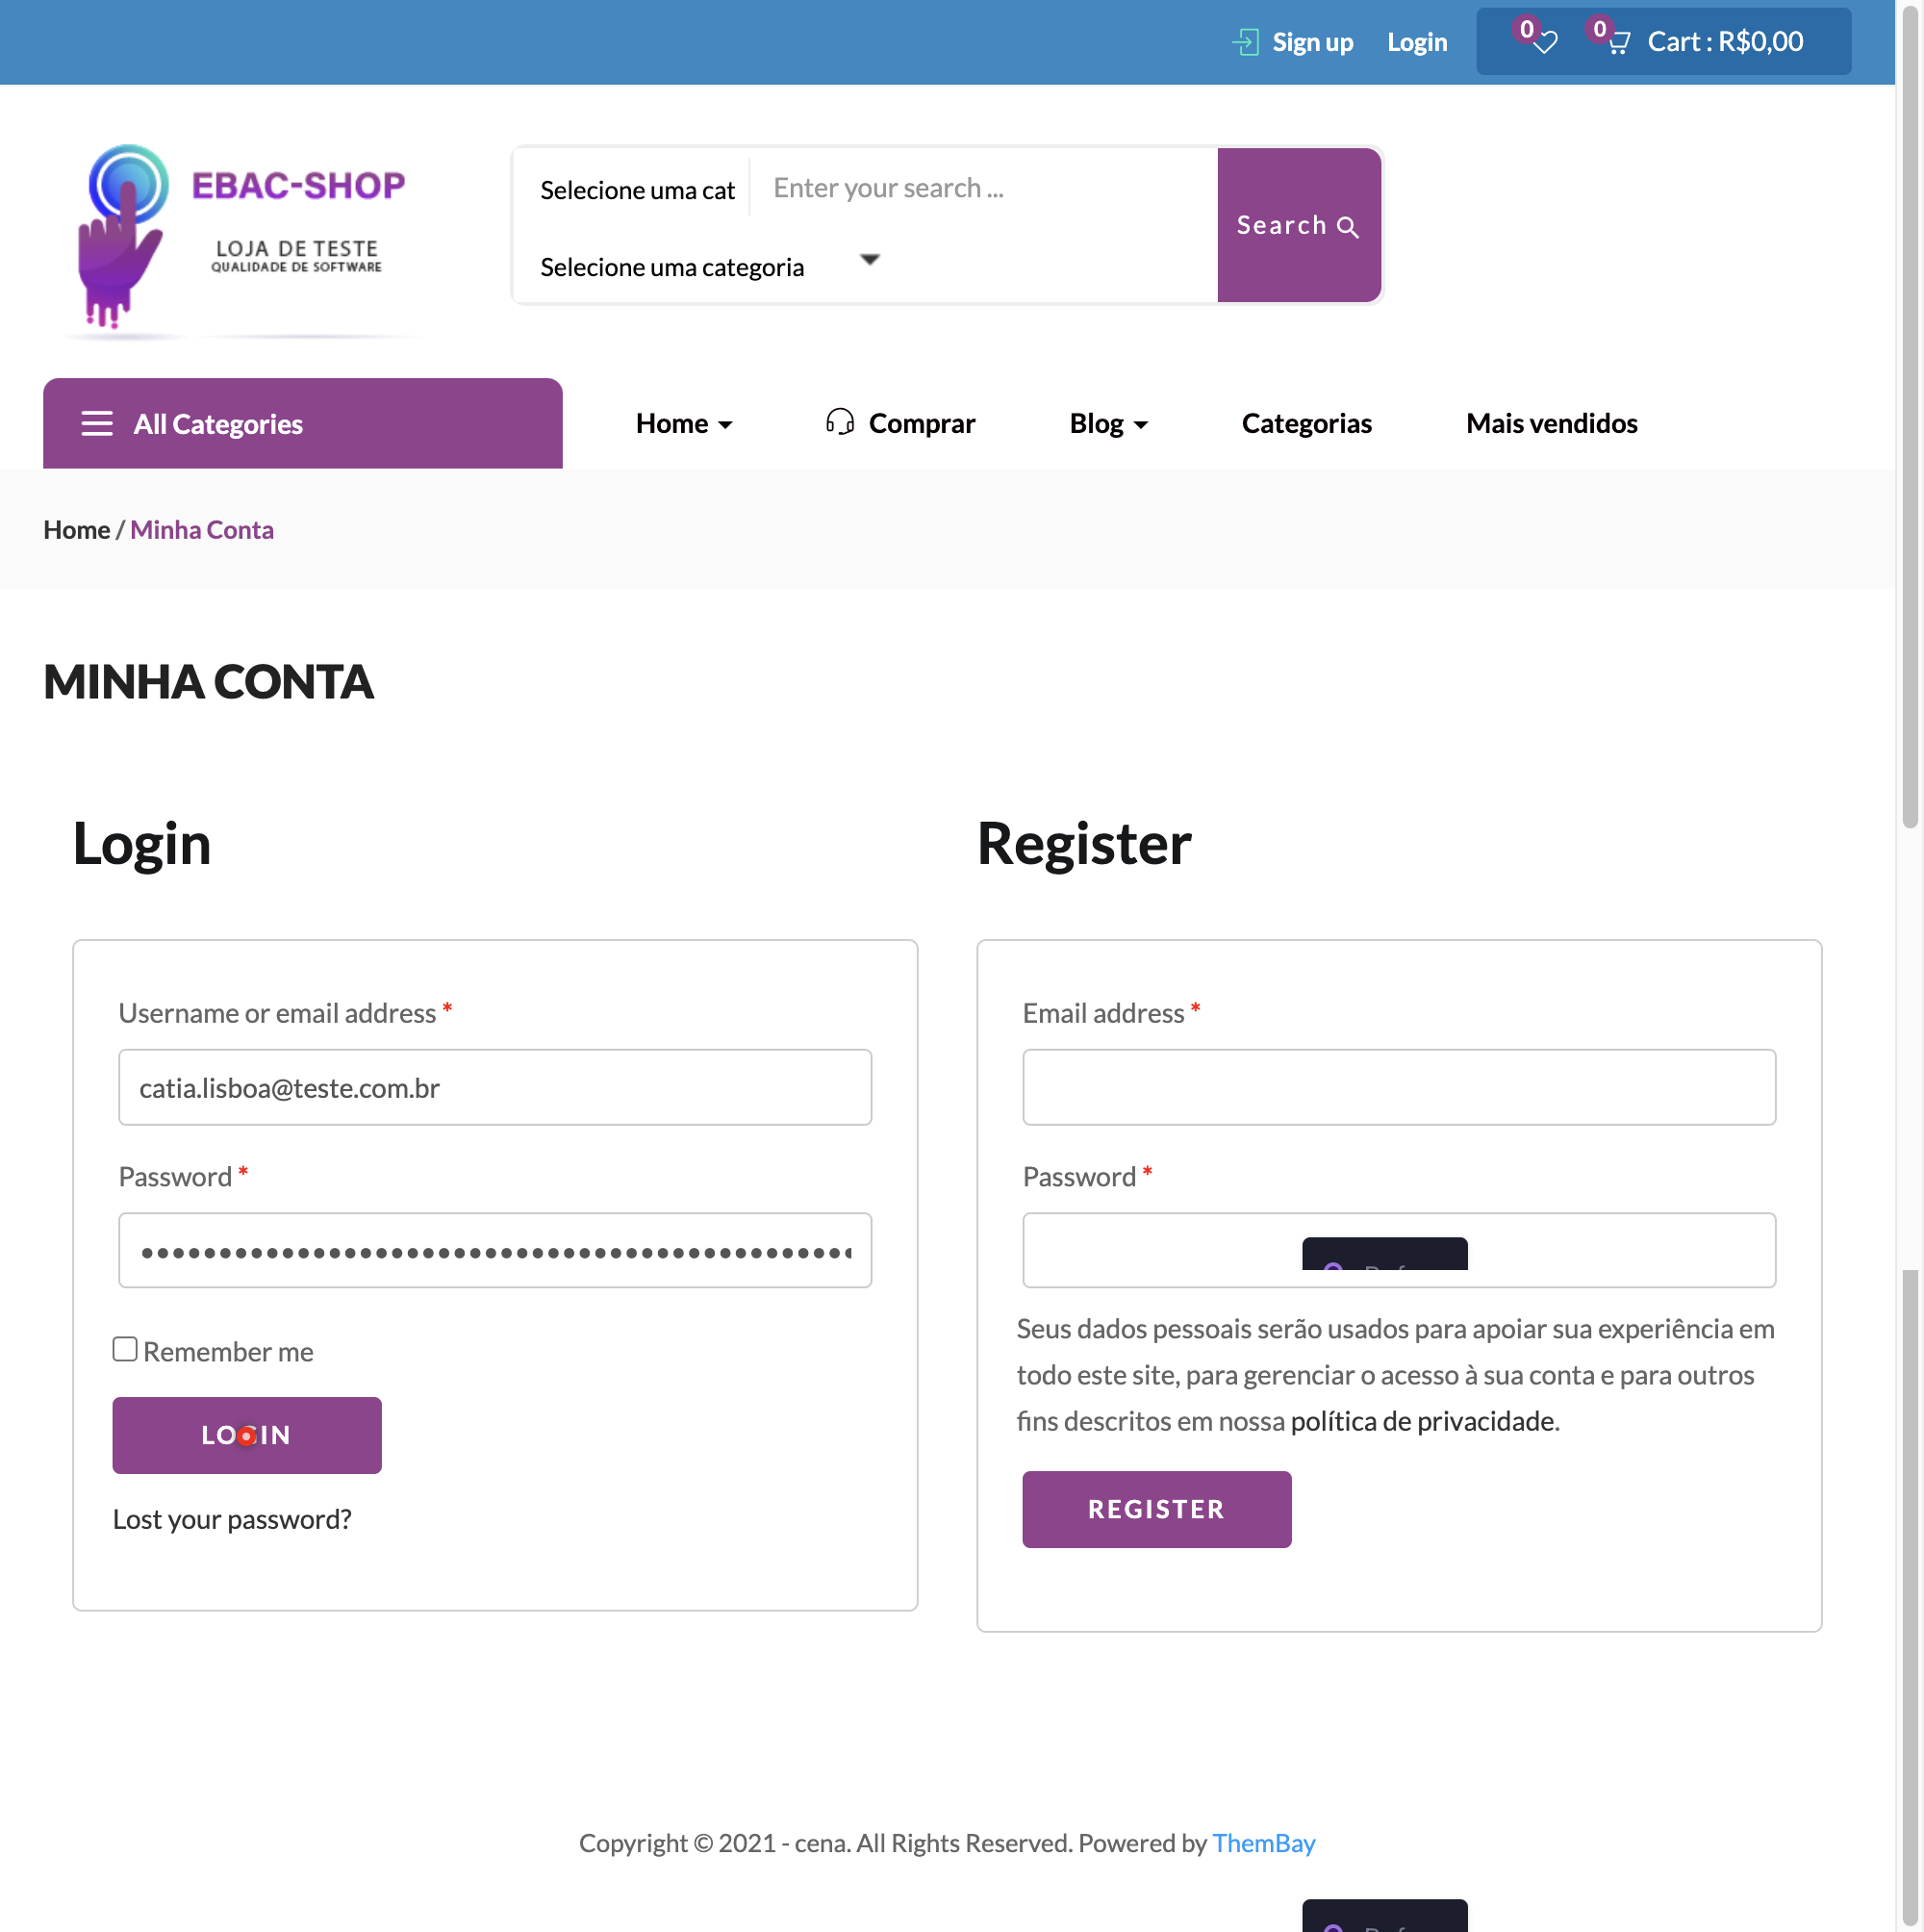 Sign up Login 0 0 Cart : R$0,00
EBAC-SHOP
LOJA DE TESTE
QUALIDADE DE SOFTWARE
Selecione uma cat Enter your search ...
Selecione uma categoria
Search
All Categories Home Comprar Blog Categorias Mais vendidos
Home / Minha Conta
MINHA CONTA
Login
Username or email address *
catia.lisboa@teste.com.br
Password *
Remember me
LOGIN
Lost your password?
Register
Email address *
Password *
Seus dados pessoais serão usados para apoiar sua experiência em
todo este site, para gerenciar o acesso à sua conta e para outros
fins descritos em nossa política de privacidade.
REGISTER
Copyright © 2021 - cena. All Rights Reserved. Powered by ThemBay